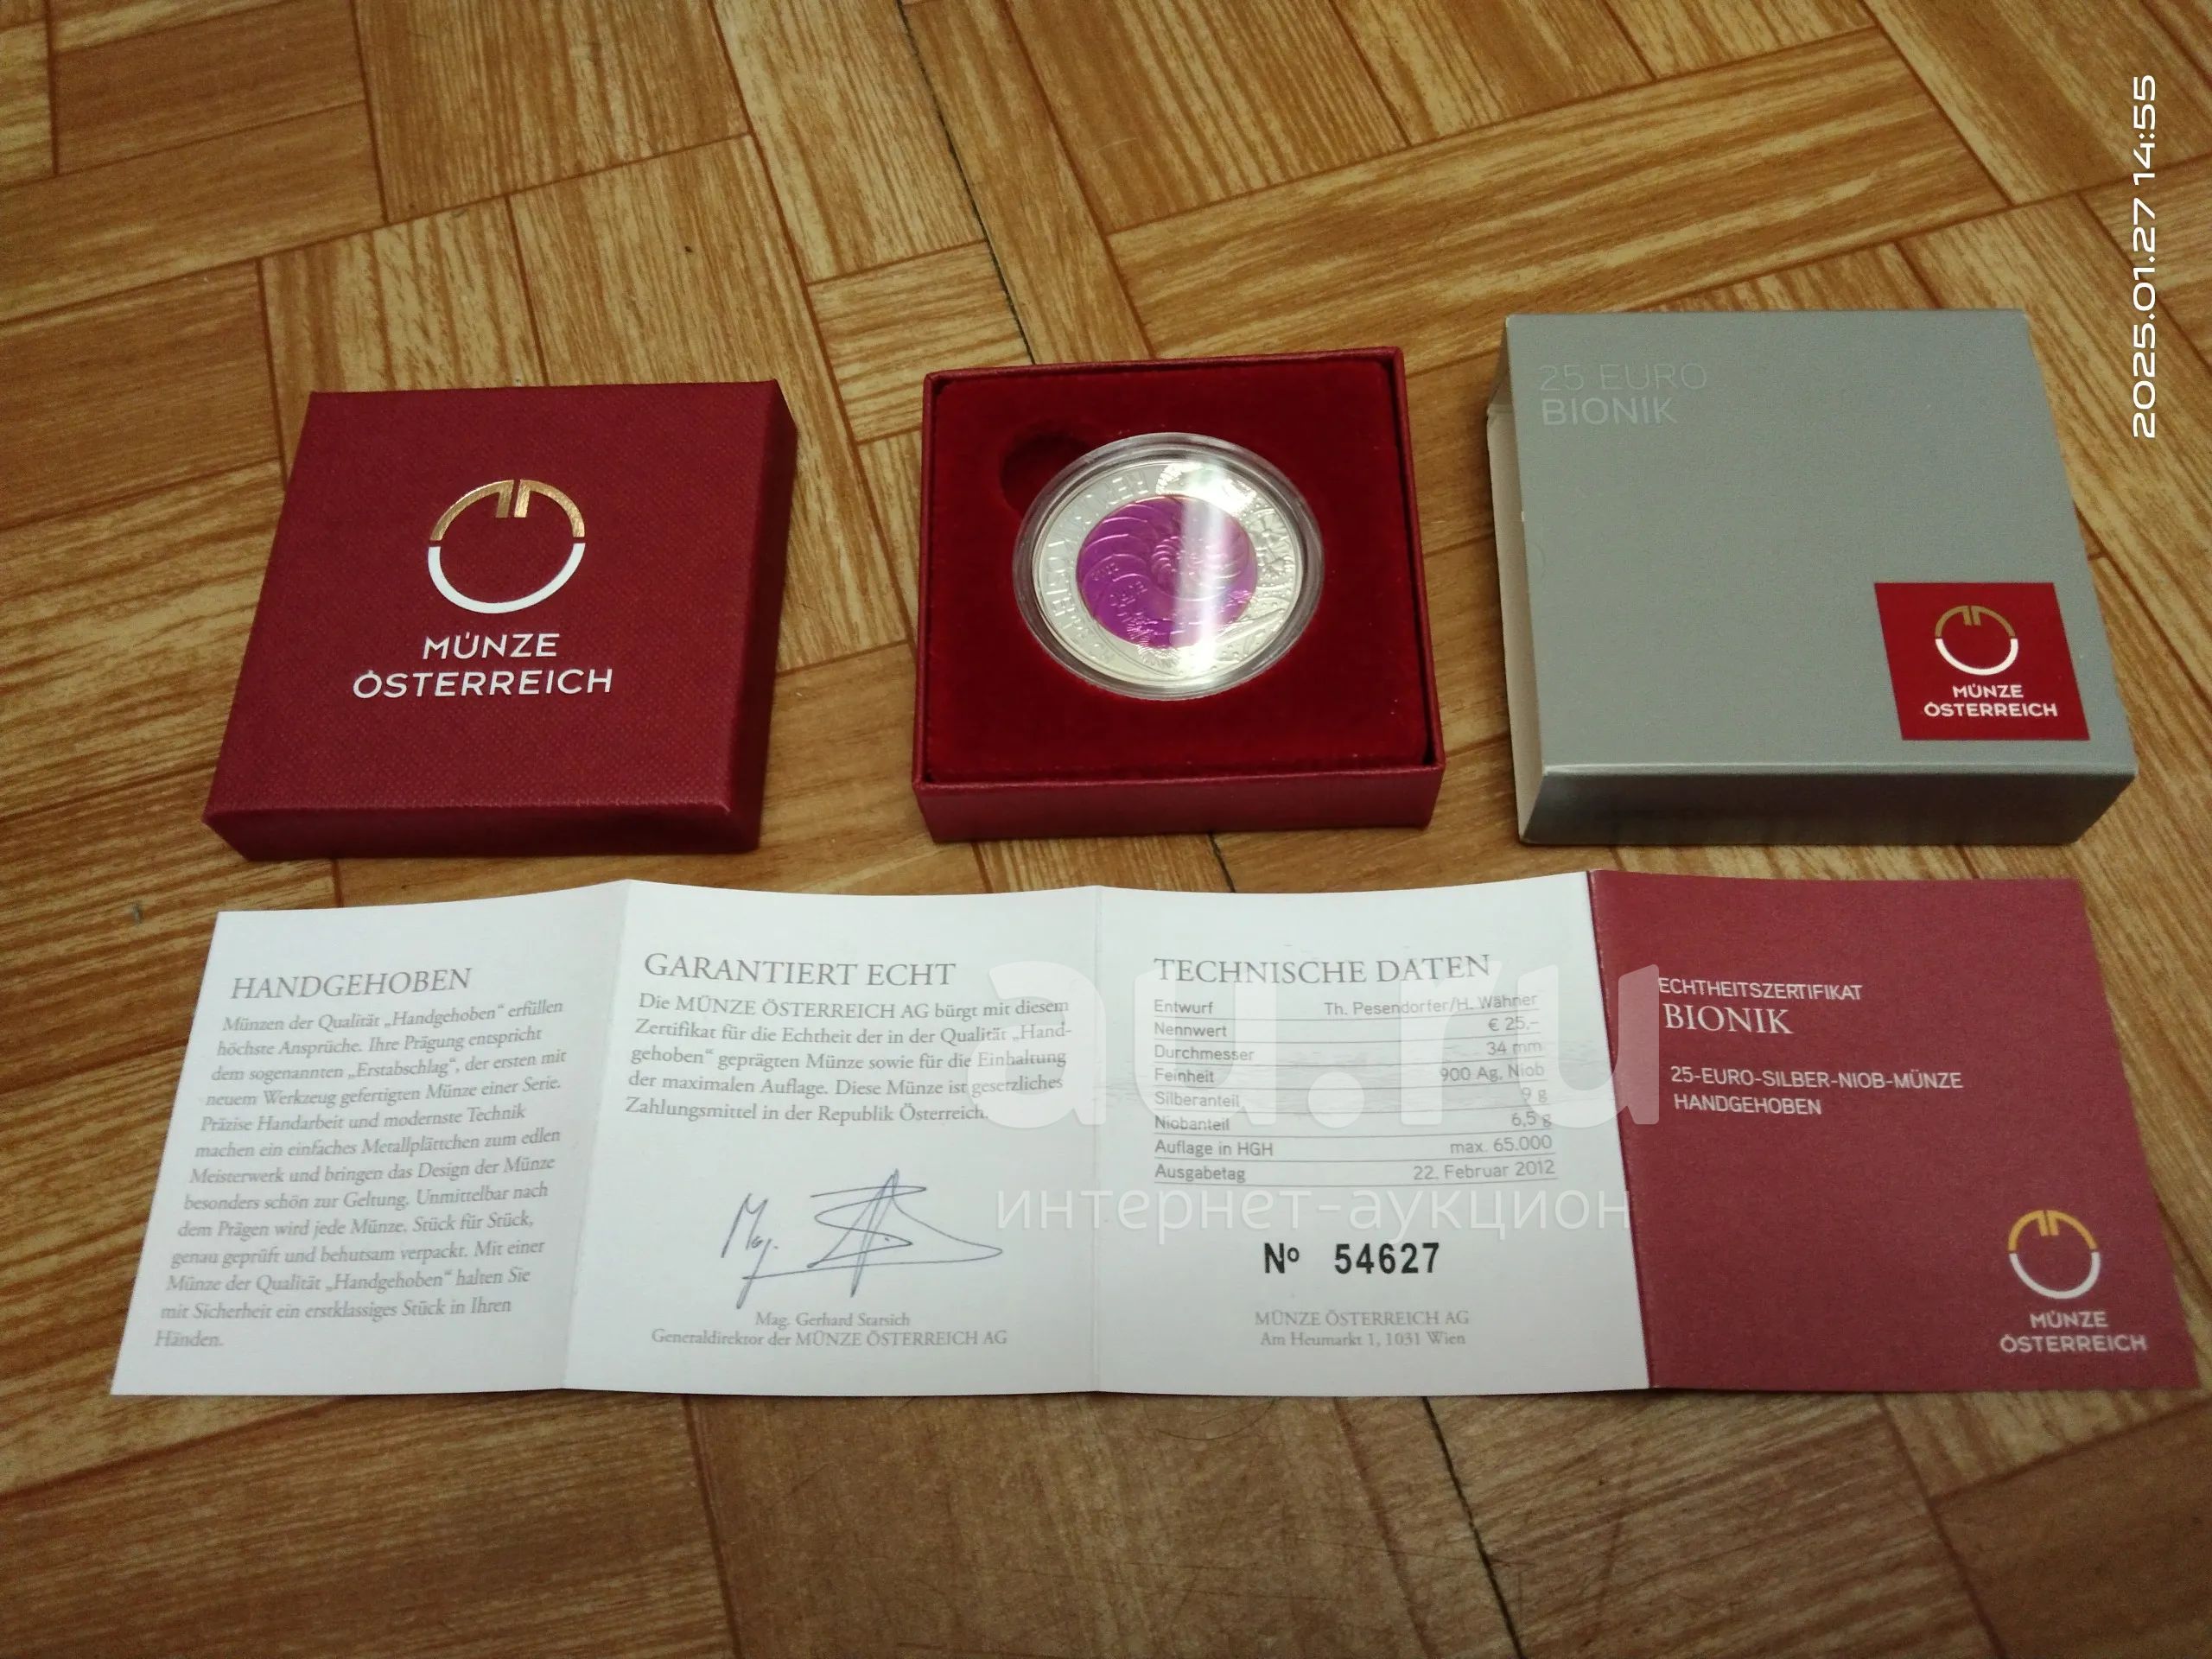 2025.01.27 14:55
MÜNZE
ÖSTERREICH
25 EURO
BIONIK
MÜNZE
ÖSTERREICH
HANDGEHOBEN
Münzen der Qualität „Handgehoben“ erfüllen
höchste Ansprüche. Ihre Prägung entspricht
dem sogenannten „Erstabschlag“, der ersten mit
neuem Werkzeug gefertigten Münze einer Serie.
Präzise Handarbeit und modernste Technik
machen ein einfaches Metallplättchen zum edlen
Meisterwerk und bringen das Design der Münze
besonders schön zur Geltung. Unmittelbar nach
dem Prägen wird jede Münze, Stück für Stück,
genau geprüft und behutsam verpackt. Mit einer
Münze der Qualität „Handgehoben“ halten Sie
mit Sicherheit ein erstklassiges Stück in Ihren
Händen.
GARANTIERT ECHT
Die MÜNZE ÖSTERREICH AG bürgt mit diesem
Zertifikat für die Echtheit der in der Qualität „Hand-
gehoben“ geprägten Münze sowie für die Einhaltung
der maximalen Auflage. Diese Münze ist gesetzliches
Zahlungsmittel in der Republik Österreich.
Mag.
Mag. Gerhard Starsich
Generaldirektor der MÜNZE ÖSTERREICH AG
TECHNISCHE DATEN
Entwurf Th. Pesendorfer/H. Wähner
Nennwert € 25,–
Durchmesser 34 mm
Feinheit 900 Ag, Niob
Silberanteil 9 g
Niobanteil 6,5 g
Auflage in HGH max. 65.000
Ausgabetag 22. Februar 2012
Nº 54627
MÜNZE ÖSTERREICH AG
Am Heumarkt 1, 1031 Wien
ECHTHEITSZERTIFIKAT
BIONIK
25-EURO-SILBER-NIOB-MÜNZE
HANDGEHOBEN
MÜNZE
ÖSTERREICH
au.ru
интернет-аукцион